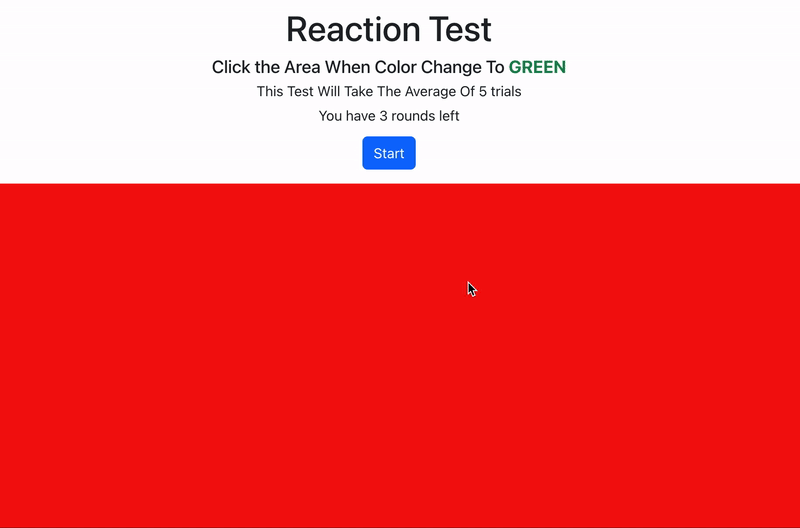 Reaction Test
Click the Area When Color Change To GREEN
This Test Will Take The Average Of 5 trials
You have 3 rounds left
Start